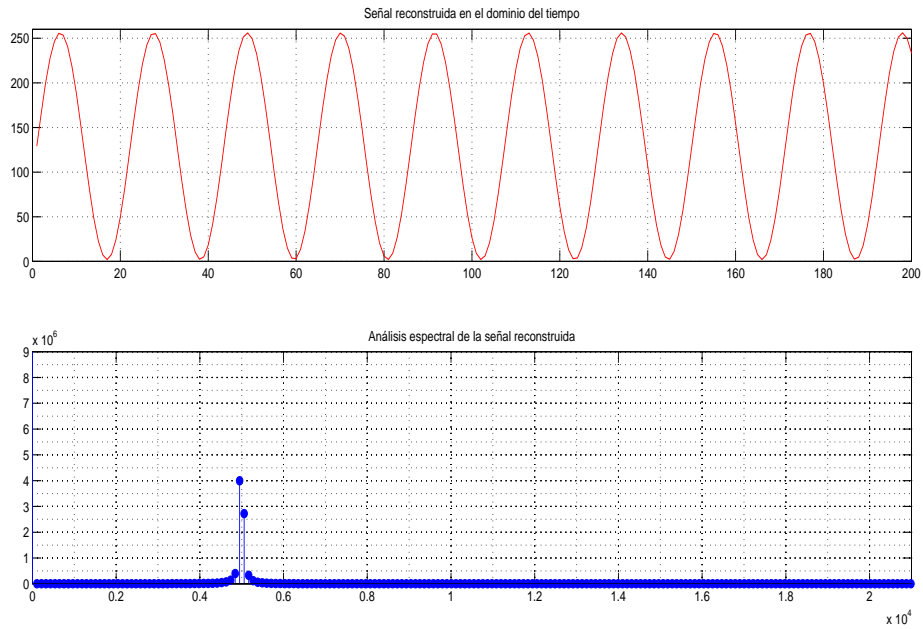 Señal reconstruida en el dominio del tiempo
250
200
150
100
50
0
0 20 40 60 80 100 120 140 160 180 200
Análisis espectral de la señal reconstruida
x 10^6
9
8
7
6
5
4
3
2
1
0
0 0.2 0.4 0.6 0.8 1 1.2 1.4 1.6 1.8 2
x 10^4